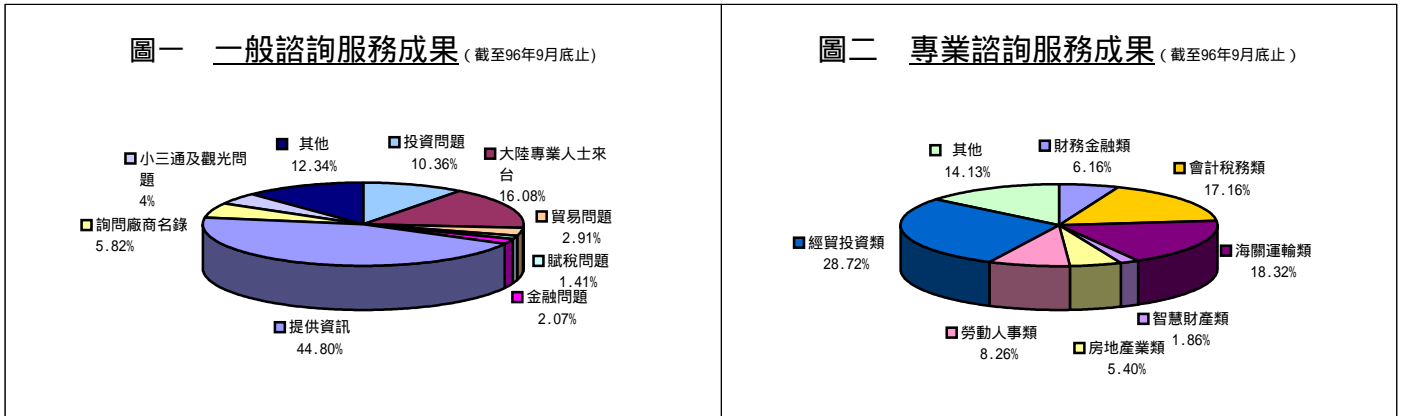 圖一 一般諮詢服務成果(截至96年9月底止)
其他
12.34%
投資問題
10.36%
大陸專業人士來
台
16.08%
小三通及觀光問
題
4%
貿易問題
2.91%
詢問廠商名錄
5.82%
賦稅問題
1.41%
金融問題
2.07%
提供資訊
44.80%
圖二 專業諮詢服務成果(截至96年9月底止)
其他
14.13%
財務金融類
6.16%
會計稅務類
17.16%
經貿投資類
28.72%
海關運輸類
18.32%
智慧財產類
1.86%
勞動人事類
8.26%
房地產業類
5.40%